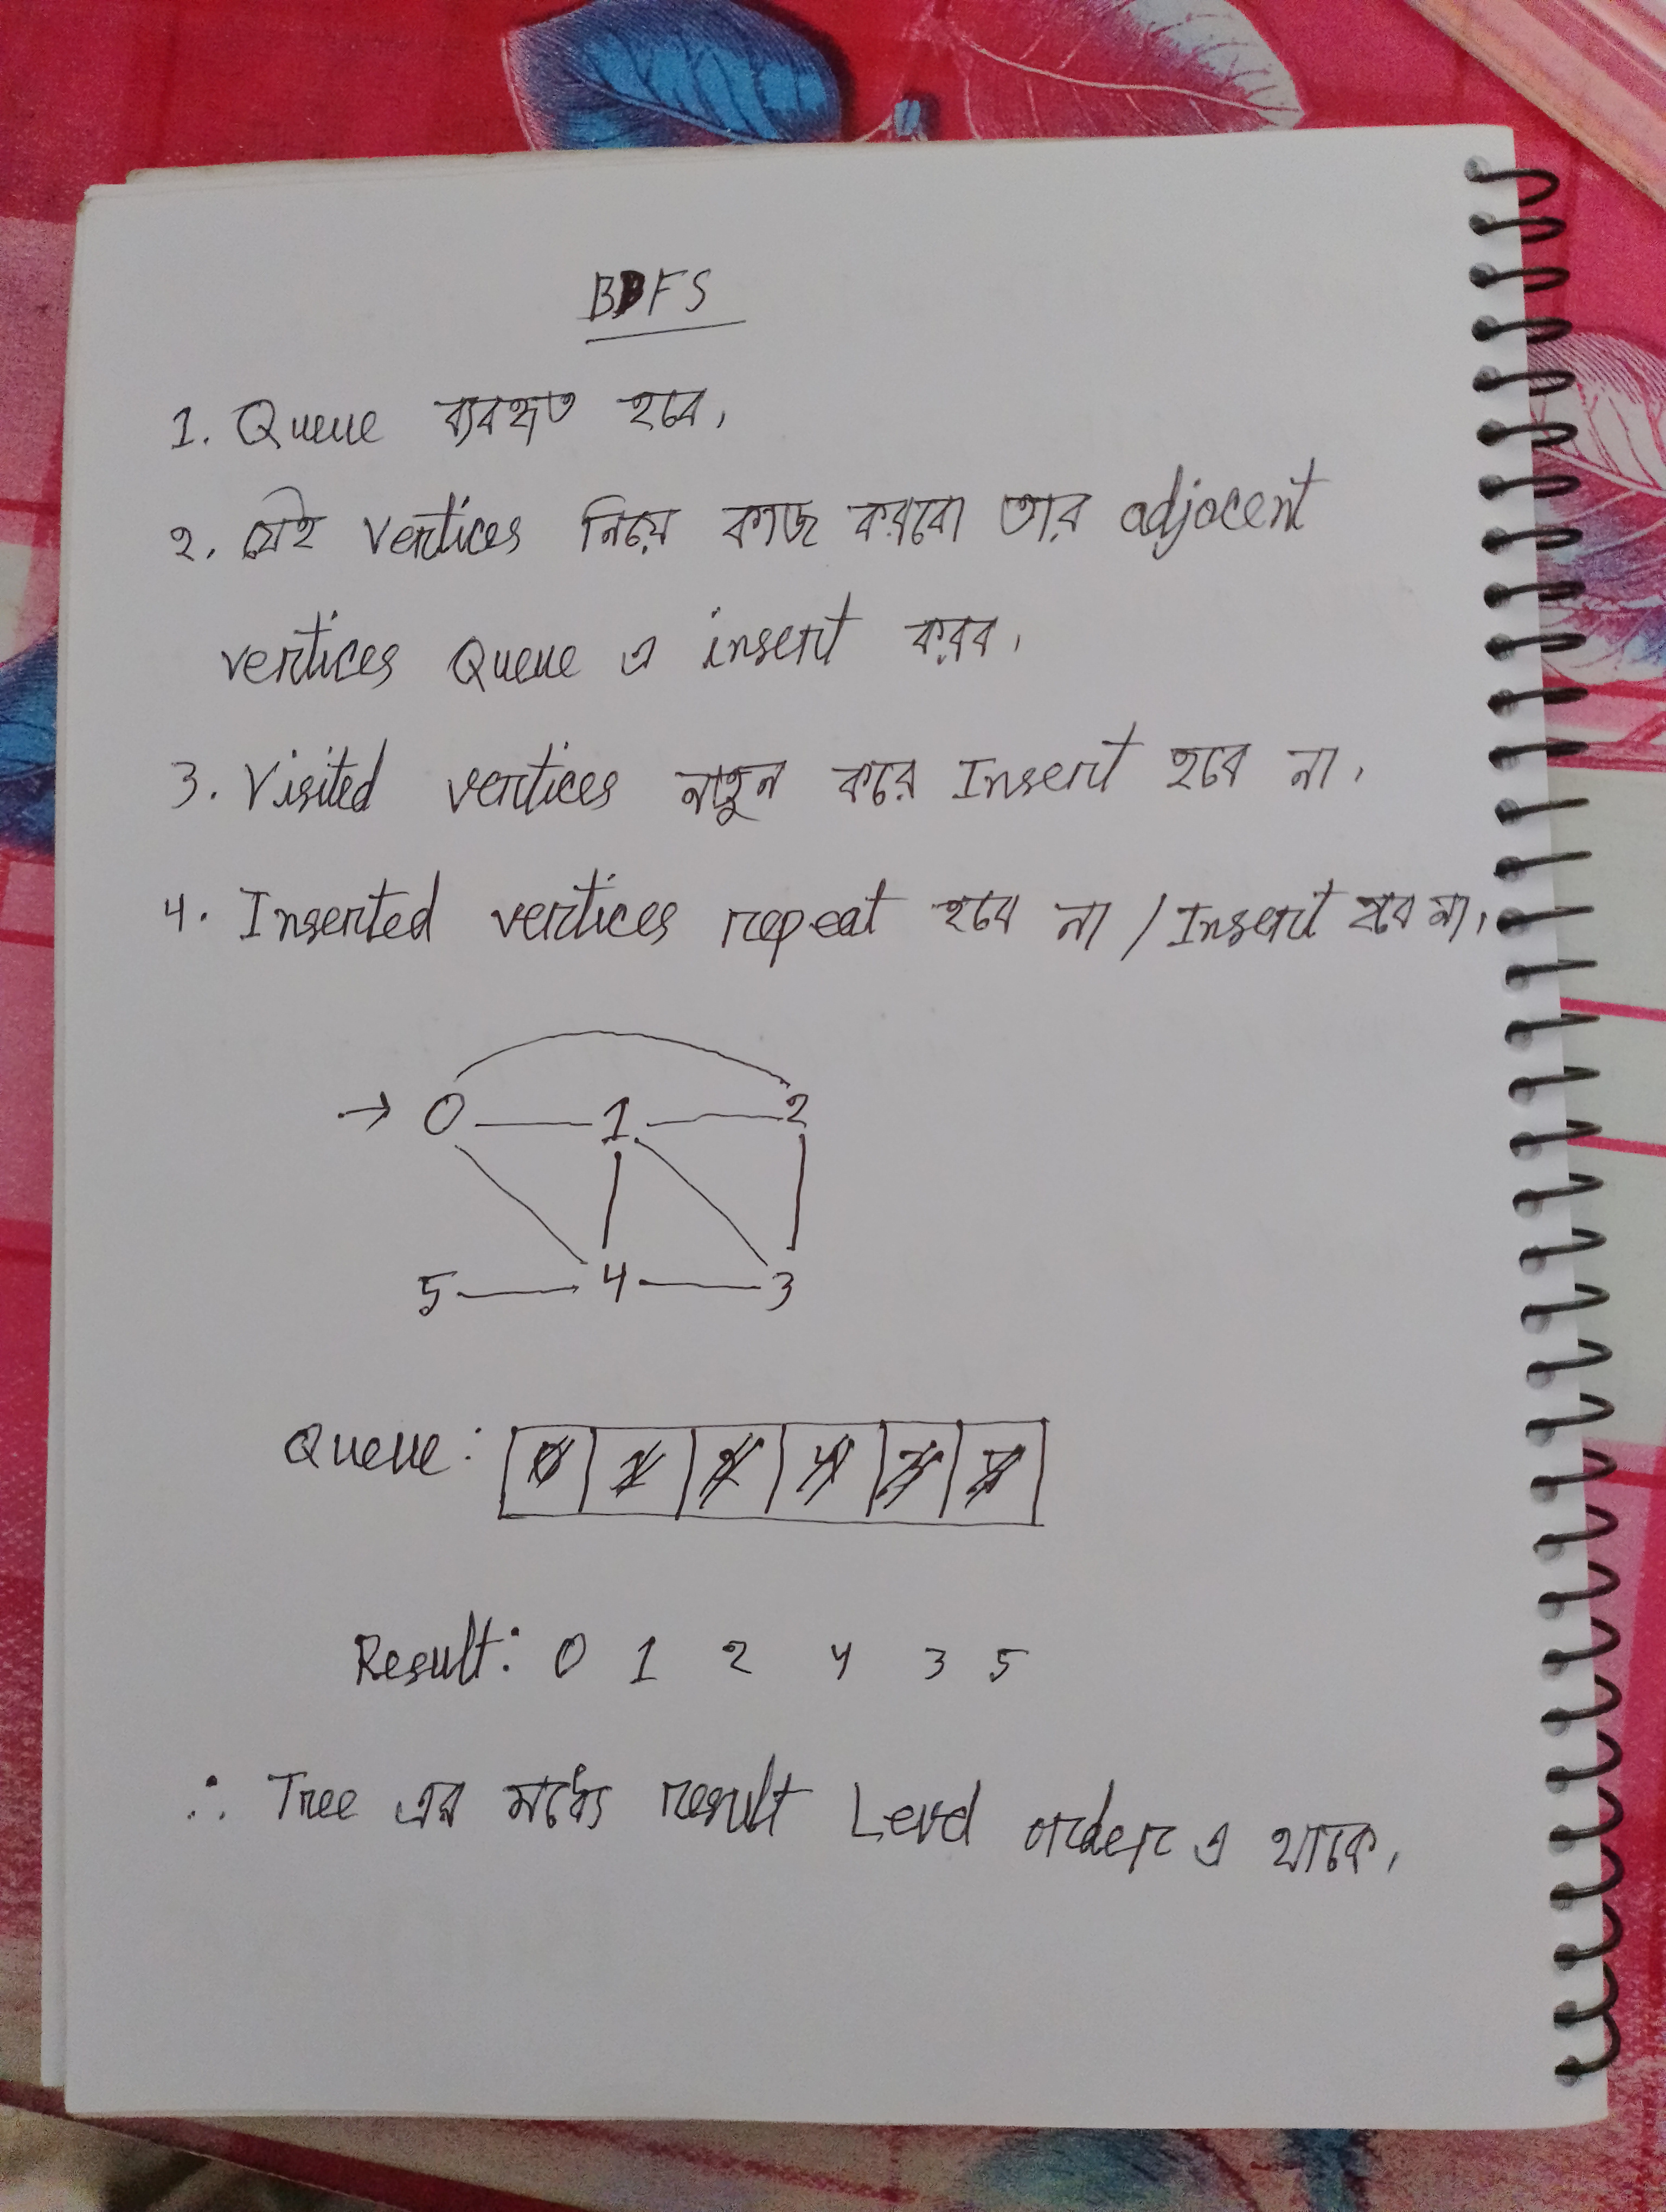 BFS
1. Queue ব্যবহৃত হবে।
২. যেই vertices নিয়ে কাজ করবো তার adjacent
vertices Queue এ insert করব।
3. Visited vertices নতুন করে Insert হবে না।
4. Inserted vertices repeat হবে না / Insert হবে না।
→ 0 1 2
5 4 3
Queue: 0 1 2 4 3 5
Result: 0 1 2 4 3 5
∴ Tree এর মধ্যে result Level order এ থাকে।